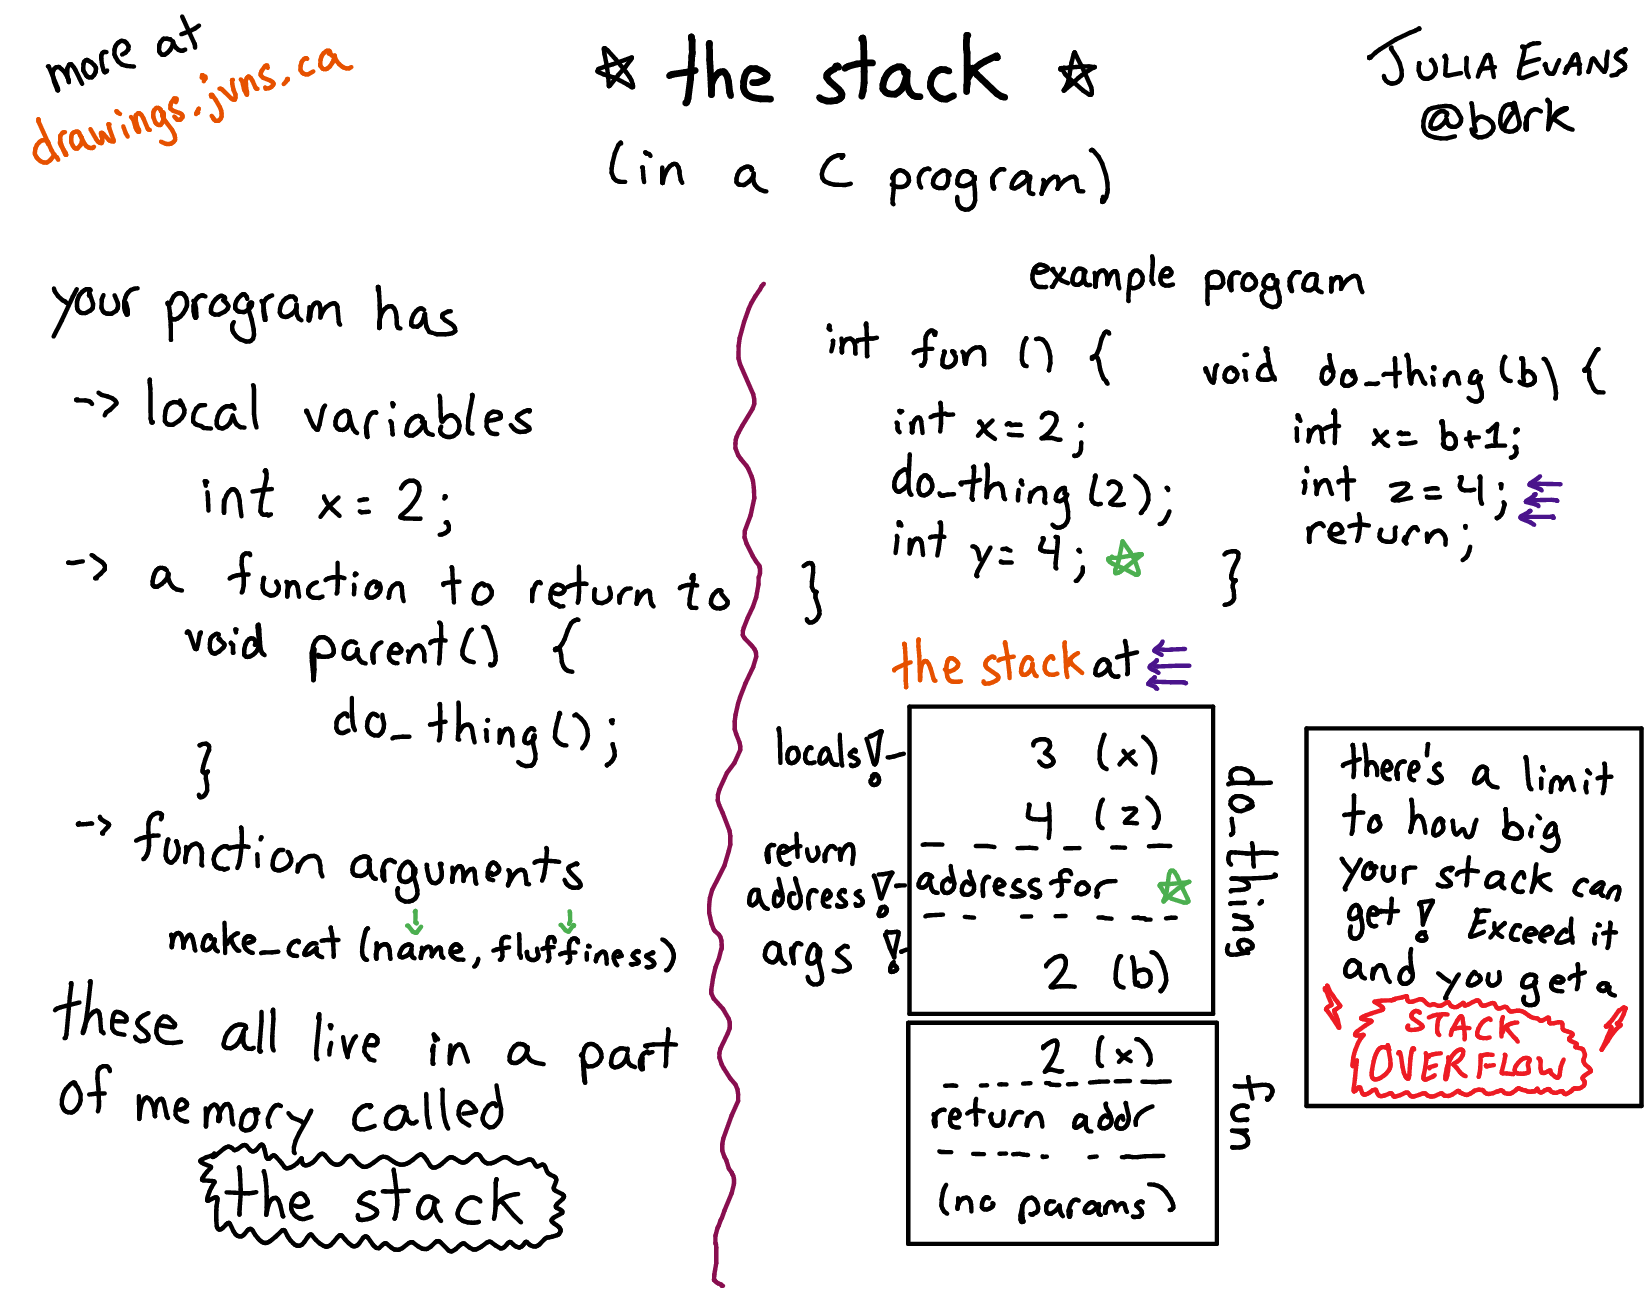 more at
drawings.jvns.ca
☆ the stack ☆
(in a C program)
JULIA EVANS
@b0rk
your program has
-> local variables
int x = 2;
-> a function to return to
void parent() {
do_thing();
}
-> function arguments
make_cat (name, fluffiness)
these all live in a part
of memory called
the stack
example program
int fun () {
int x = 2;
do_thing (2);
int y = 4; ☆
}
void do_thing (b) {
int x = b+1;
int z = 4;
return;
}
the stack at
locals!
3 (x)
4 (z)
return
address!
address for ☆
args!
2 (b)
do_thing
2 (x)
return addr
(no params)
fun
there's a limit
to how big
your stack can
get! Exceed it
and you get a
STACK
OVERFLOW